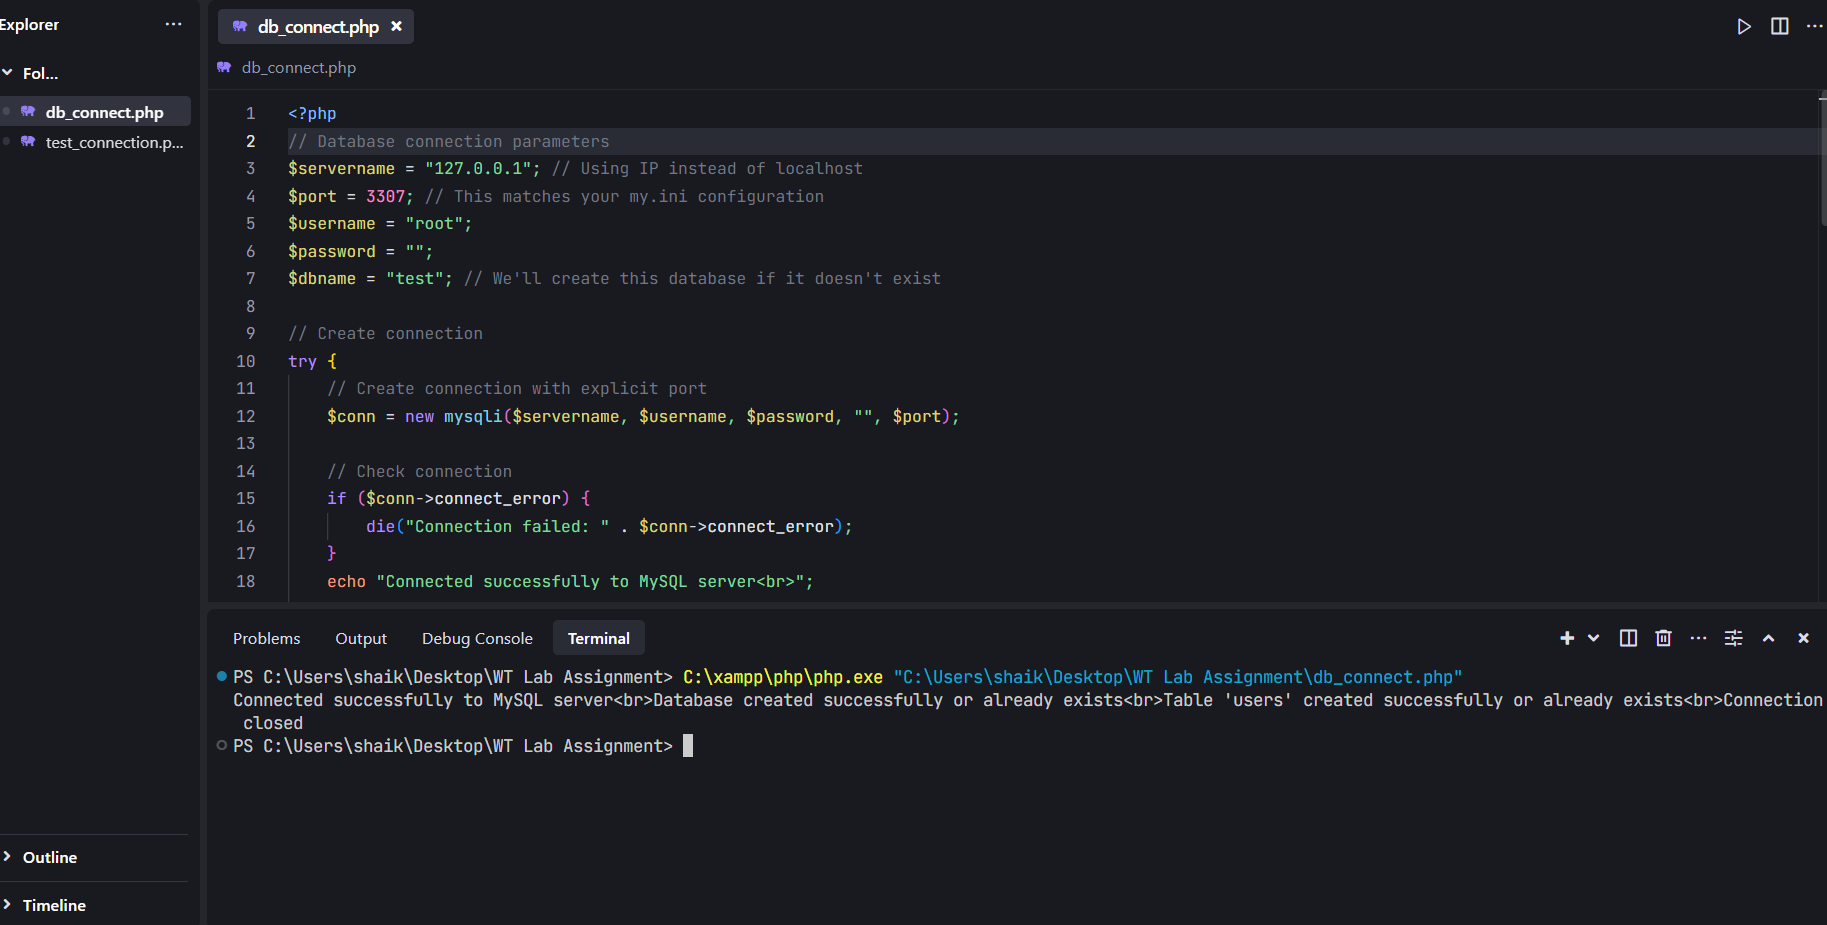 Explorer
Fol...
db_connect.php
test_connection.p...
Outline
Timeline
db_connect.php
db_connect.php
1 <?php
2 // Database connection parameters
3 $servername = "127.0.0.1"; // Using IP instead of localhost
4 $port = 3307; // This matches your my.ini configuration
5 $username = "root";
6 $password = "";
7 $dbname = "test"; // We'll create this database if it doesn't exist
8
9 // Create connection
10 try {
11 // Create connection with explicit port
12 $conn = new mysqli($servername, $username, $password, "", $port);
13
14 // Check connection
15 if ($conn->connect_error) {
16 die("Connection failed: " . $conn->connect_error);
17 }
18 echo "Connected successfully to MySQL server<br>";
Problems Output Debug Console Terminal
PS C:\Users\shaik\Desktop\WT Lab Assignment> C:\xampp\php\php.exe "C:\Users\shaik\Desktop\WT Lab Assignment\db_connect.php"
Connected successfully to MySQL server<br>Database created successfully or already exists<br>Table 'users' created successfully or already exists<br>Connection
closed
PS C:\Users\shaik\Desktop\WT Lab Assignment>